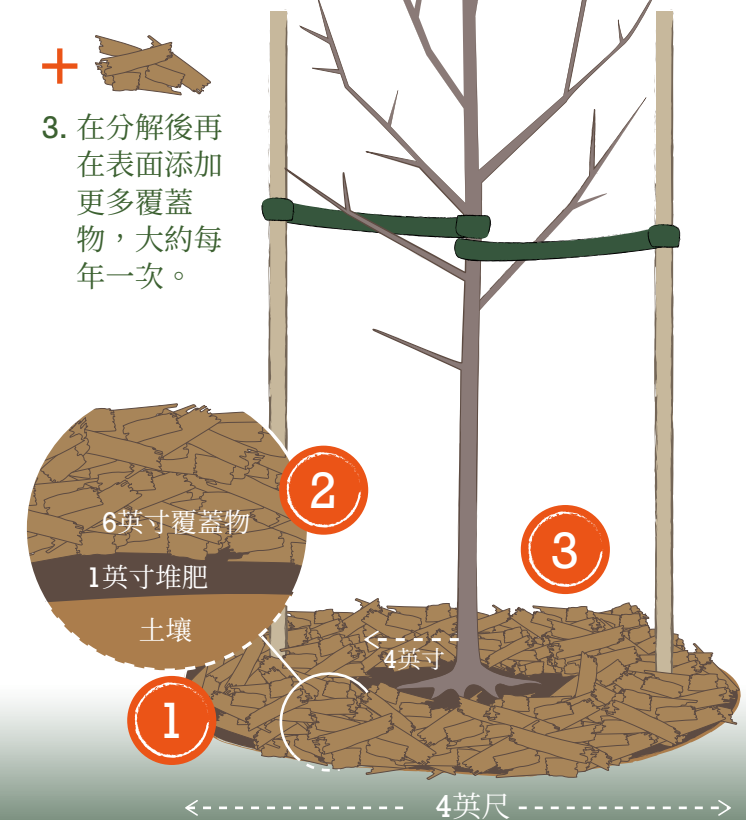 3. 在分解後再
在表面添加
更多覆蓋
物，大約每
年一次。
2
6英寸覆蓋物
1英寸堆肥
土壤
3
4英寸
1
4英尺